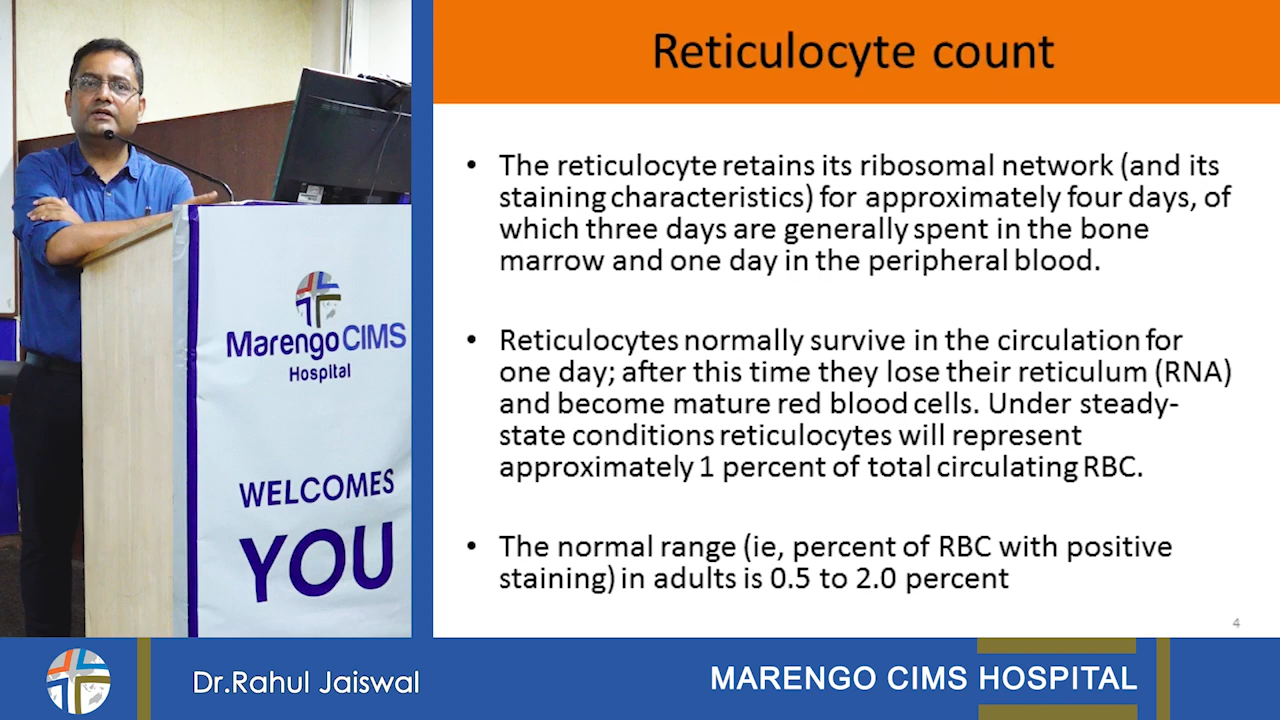 Reticulocyte count
• The reticulocyte retains its ribosomal network (and its
staining characteristics) for approximately four days, of
which three days are generally spent in the bone
marrow and one day in the peripheral blood.
• Reticulocytes normally survive in the circulation for
one day; after this time they lose their reticulum (RNA)
and become mature red blood cells. Under steady-
state conditions reticulocytes will represent
approximately 1 percent of total circulating RBC.
• The normal range (ie, percent of RBC with positive
staining) in adults is 0.5 to 2.0 percent
4
Marengo CIMS
Hospital
WELCOMES
YOU
Dr.Rahul Jaiswal
MARENGO CIMS HOSPITAL